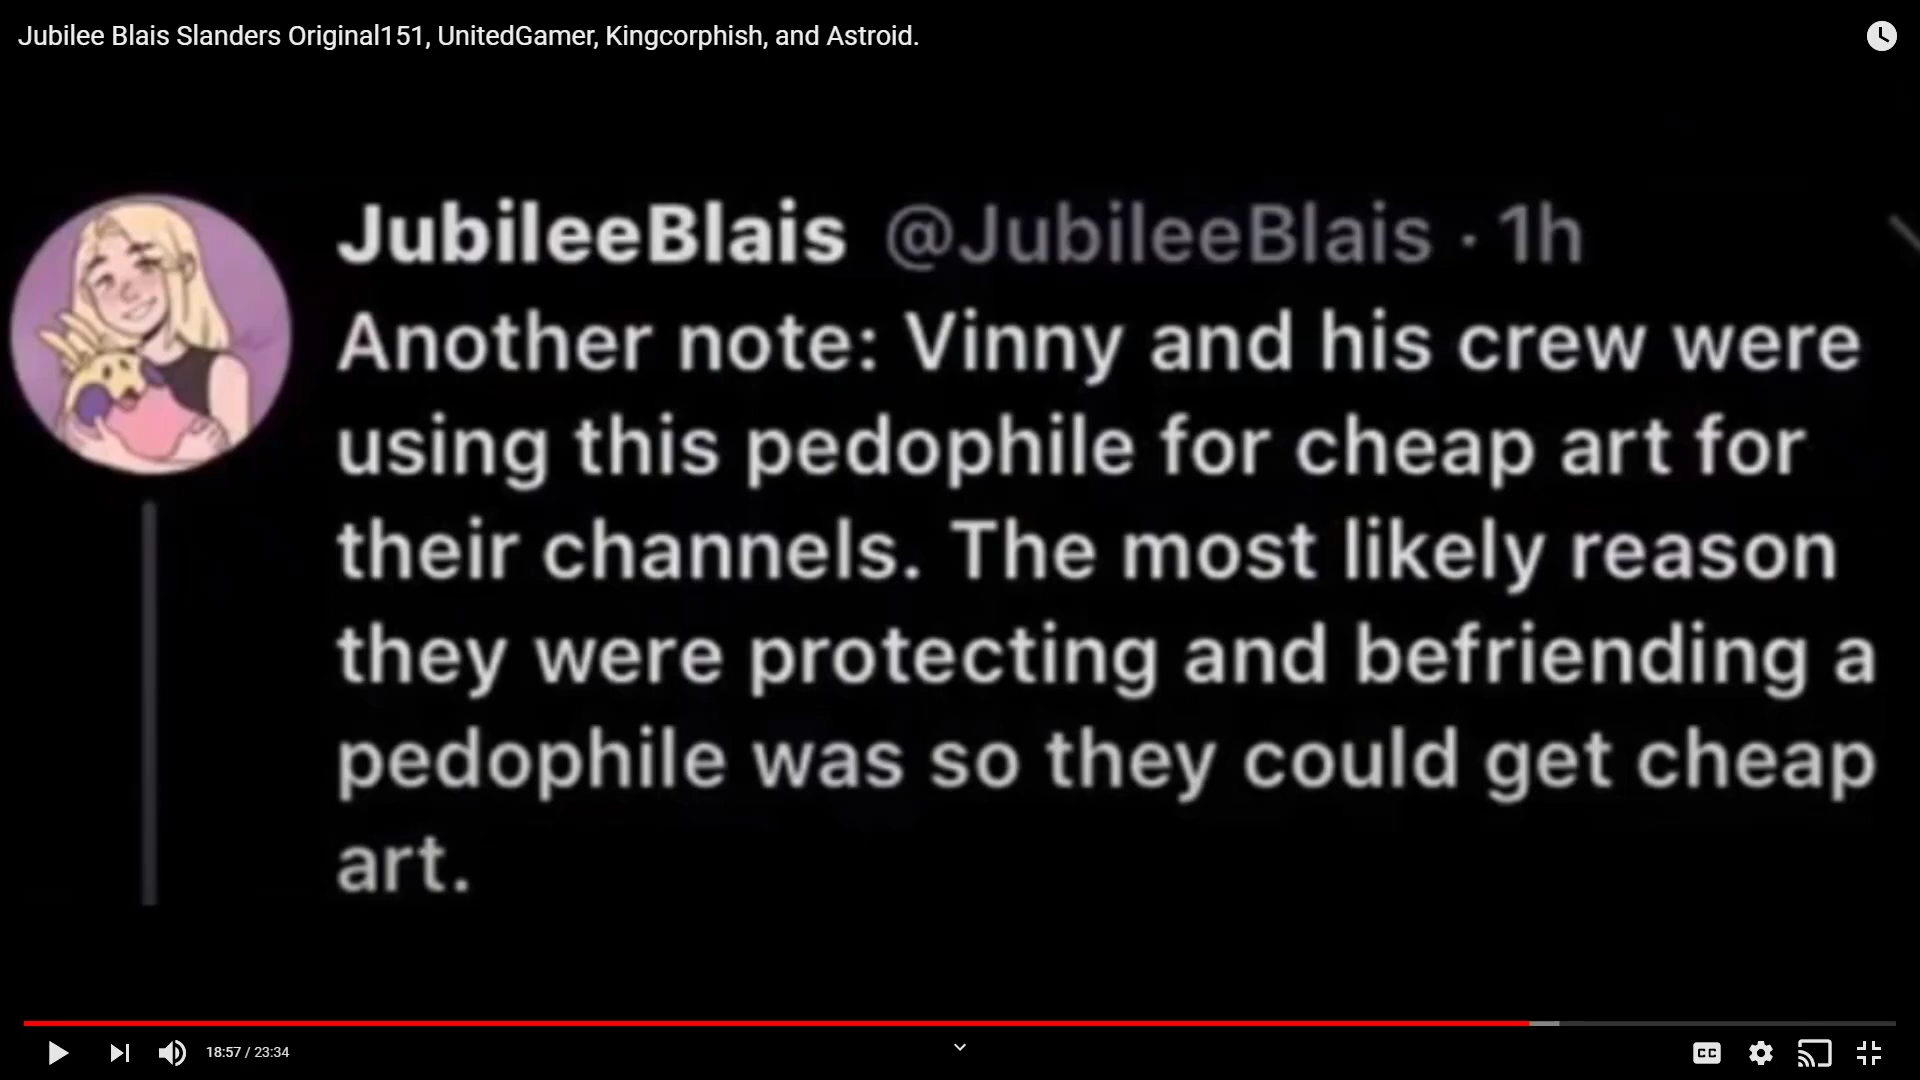 Jubilee Blais Slanders Original151, UnitedGamer, Kingcorphish, and Astroid.
JubileeBlais @JubileeBlais · 1h
Another note: Vinny and his crew were
using this pedophile for cheap art for
their channels. The most likely reason
they were protecting and befriending a
pedophile was so they could get cheap
art.
18:57 / 23:34
CC